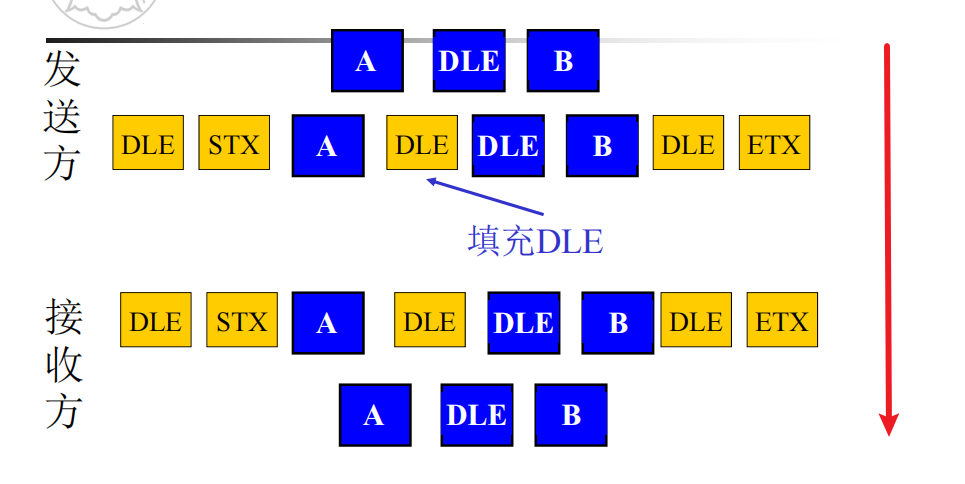 发送方
A DLE B
DLE STX A DLE DLE B DLE ETX
填充DLE
接收方
DLE STX A DLE DLE B DLE ETX
A DLE B